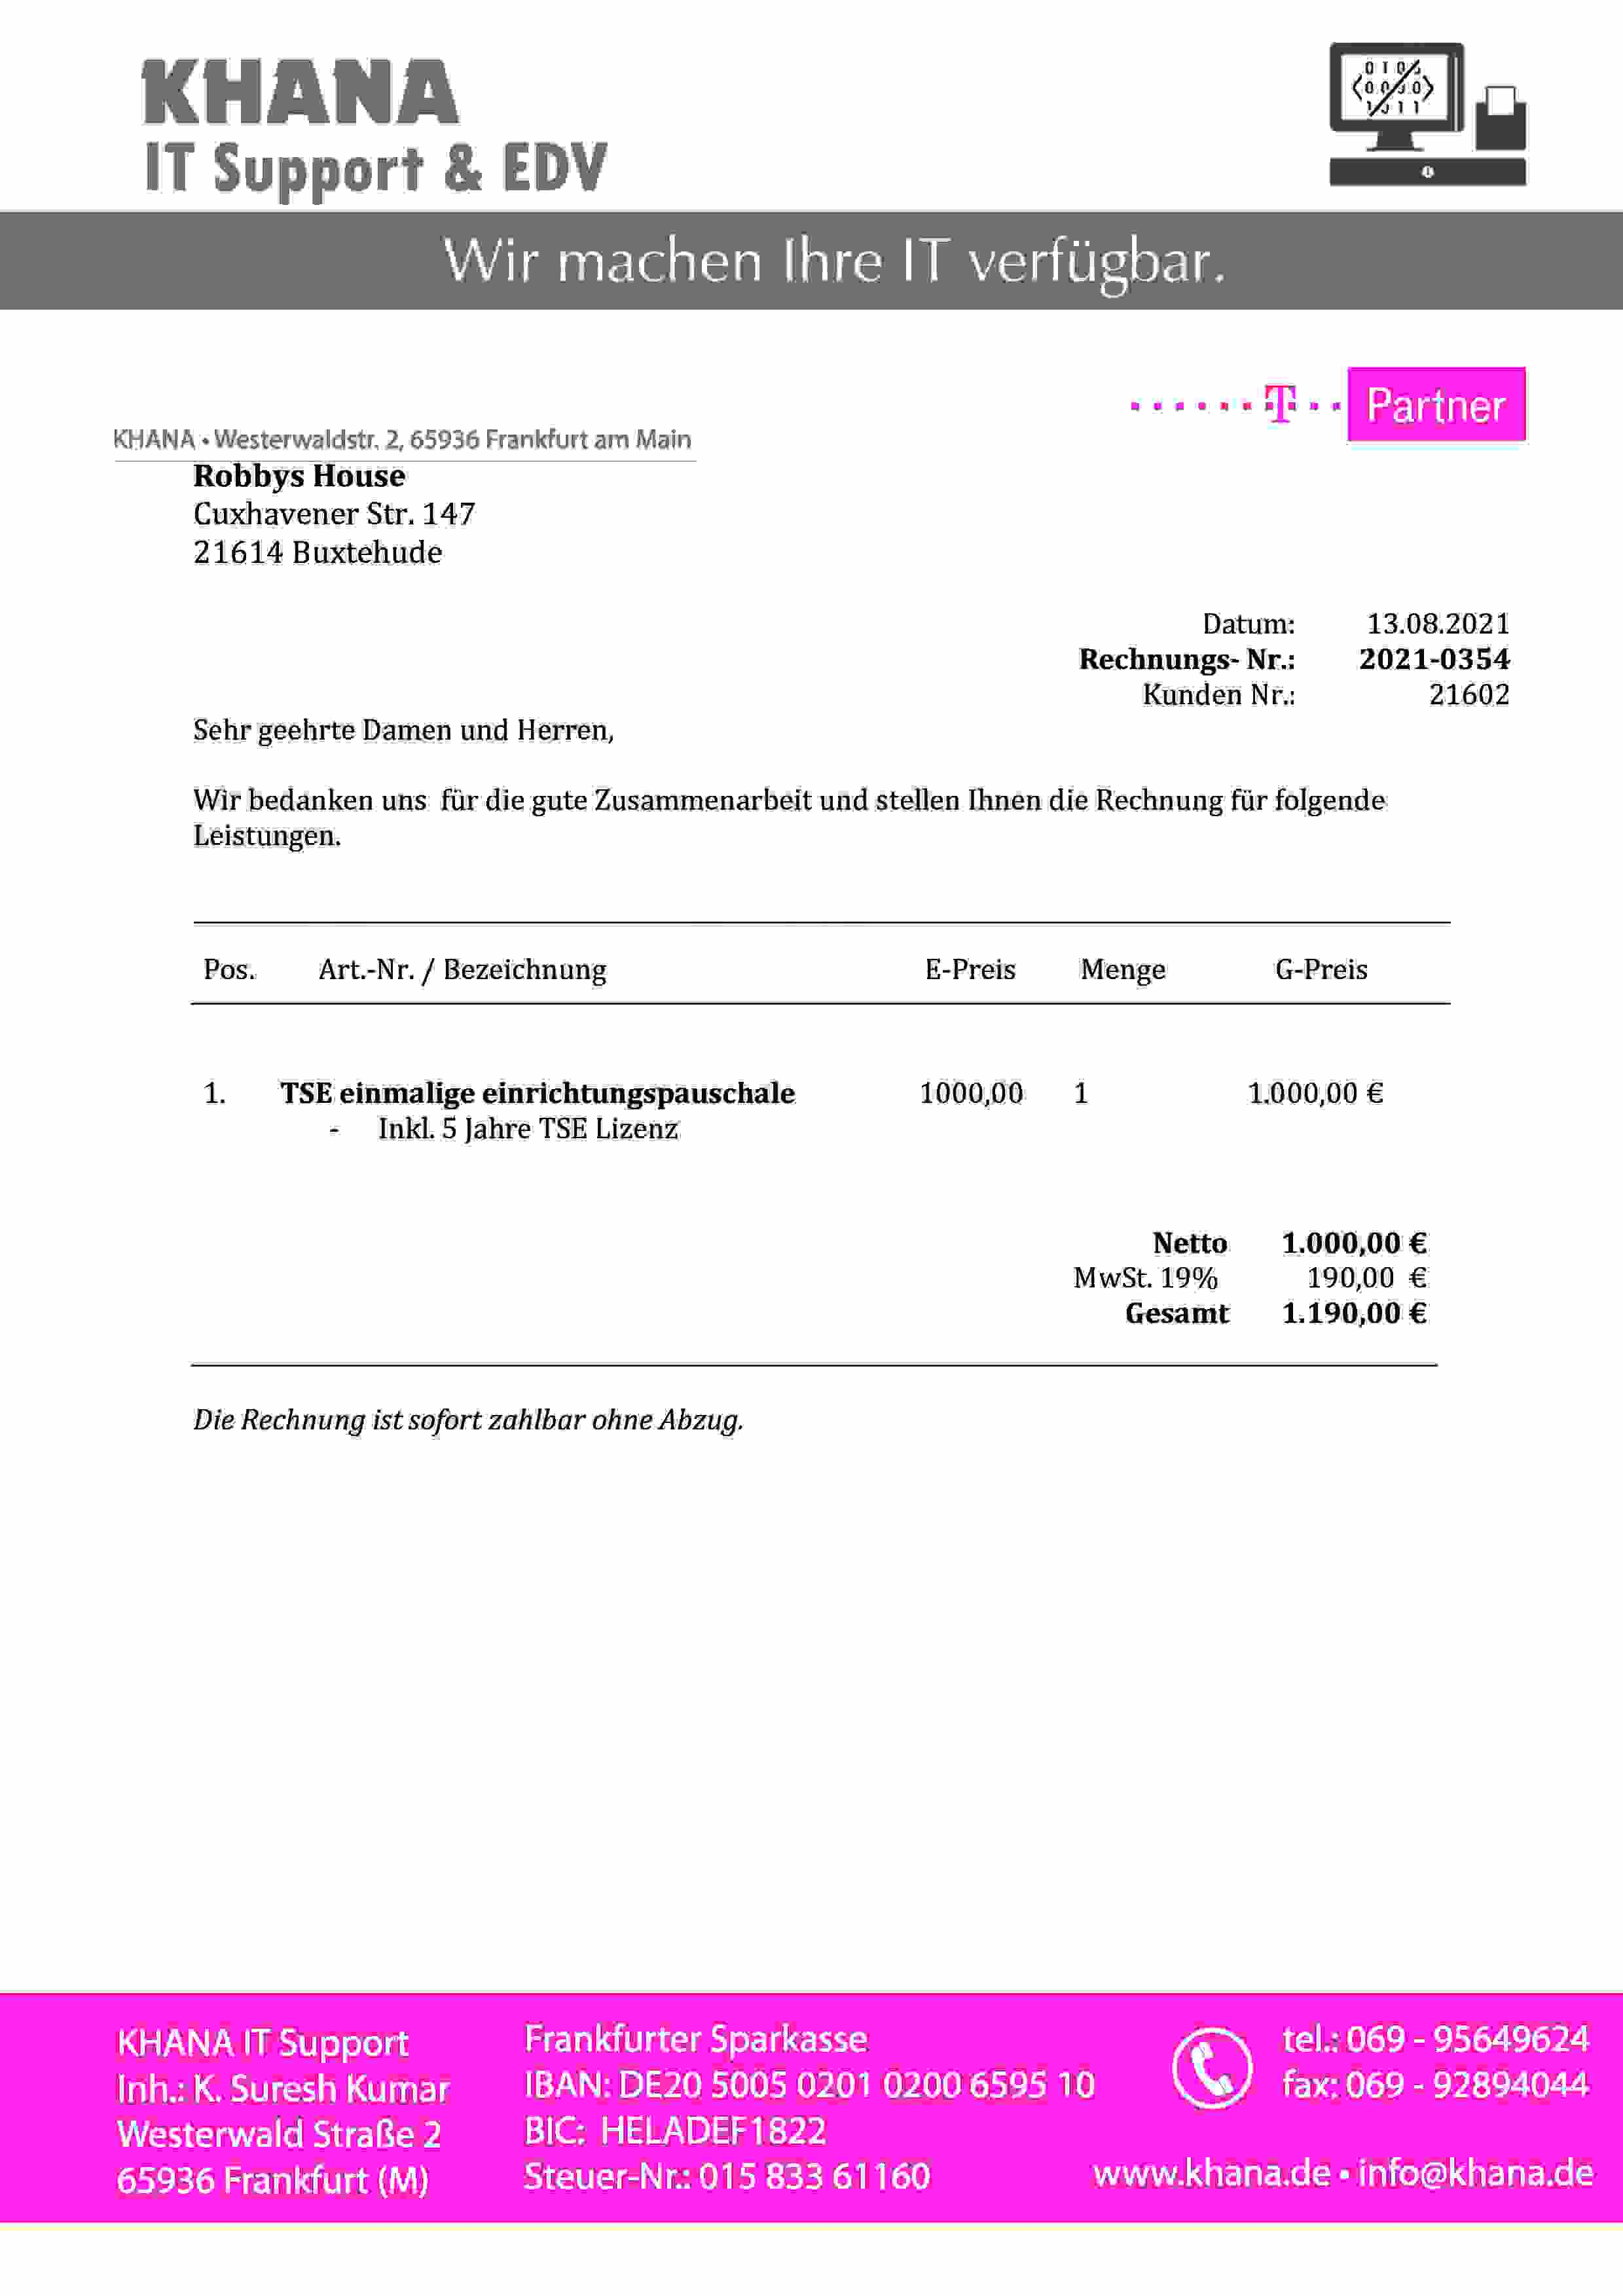 KHANA
IT Support & EDV
Wir machen Ihre IT verfügbar.
T Partner
KHANA • Westerwaldstr. 2, 65936 Frankfurt am Main
Robbys House
Cuxhavener Str. 147
21614 Buxtehude
Datum: 13.08.2021
Rechnungs- Nr.: 2021-0354
Kunden Nr.: 21602
Sehr geehrte Damen und Herren,
Wir bedanken uns für die gute Zusammenarbeit und stellen Ihnen die Rechnung für folgende
Leistungen.
Pos. Art.-Nr. / Bezeichnung E-Preis Menge G-Preis
1. TSE einmalige einrichtungspauschale 1000,00 1 1.000,00 €
- Inkl. 5 Jahre TSE Lizenz
Netto 1.000,00 €
MwSt. 19% 190,00 €
Gesamt 1.190,00 €
Die Rechnung ist sofort zahlbar ohne Abzug.
KHANA IT Support
Inh.: K. Suresh Kumar
Westerwald Straße 2
65936 Frankfurt (M)
Frankfurter Sparkasse
IBAN: DE20 5005 0201 0200 6595 10
BIC: HELADEF1822
Steuer-Nr.: 015 833 61160
tel.: 069 - 95649624
fax: 069 - 92894044
www.khana.de • info@khana.de